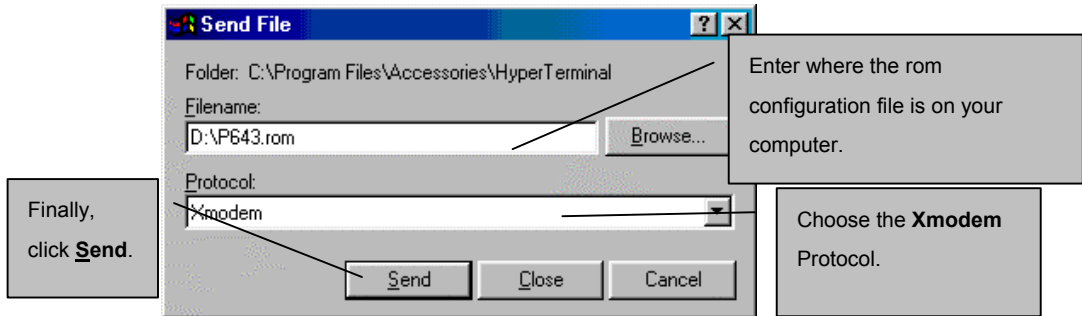 Send File
Folder: C:\Program Files\Accessories\HyperTerminal
Filename:
D:\P643.rom
Browse...
Protocol:
Xmodem
Send Close Cancel
Enter where the rom
configuration file is on your
computer.
Choose the Xmodem
Protocol.
Finally,
click Send.